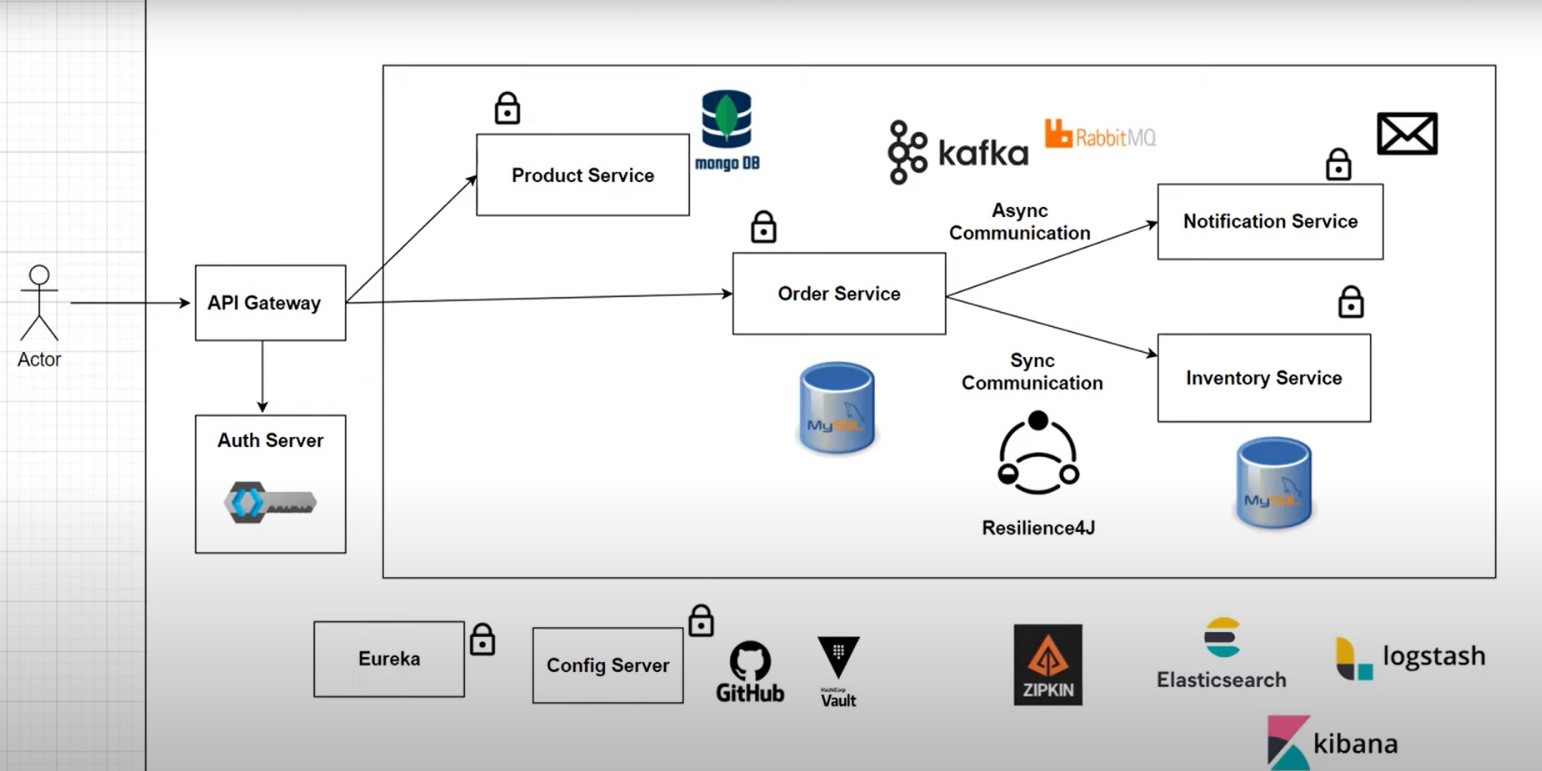 mongo DB
kafka
RabbitMQ
Product Service
Async
Communication
Notification Service
Order Service
API Gateway
Actor
Sync
Communication
Inventory Service
MySQL
Auth Server
MySQL
Resilience4J
Eureka
Config Server
GitHub
HashiCorp
Vault
ZIPKIN
Elasticsearch
logstash
kibana